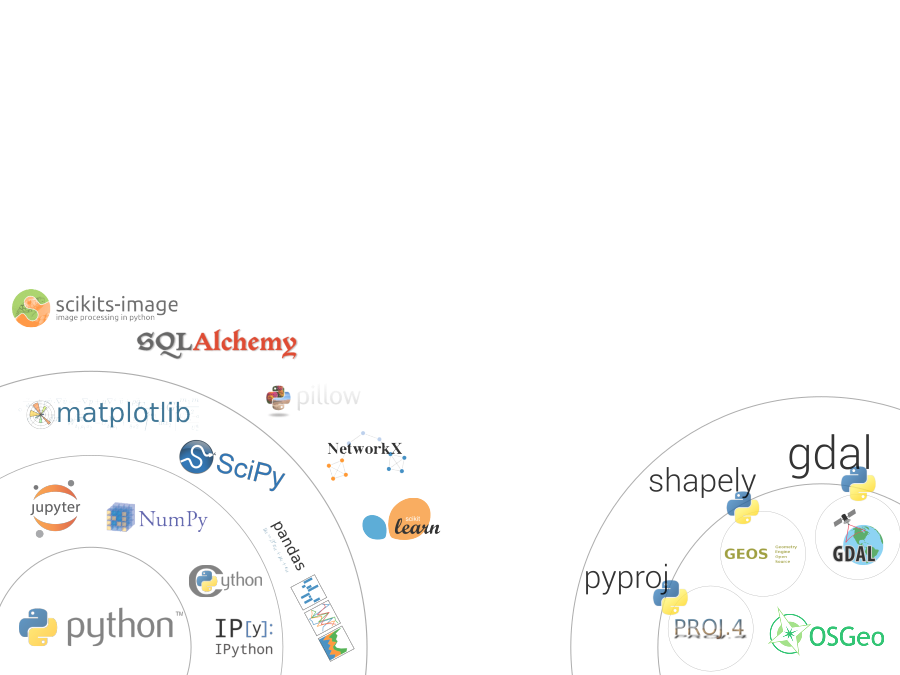 scikits-image
image processing in python
SQLAlchemy
pillow
matplotlib
NetworkX
SciPy
jupyter
NumPy
scikit
learn
pandas
Cython
python™
IP[y]:
IPython
gdal
shapely
GDAL
GEOS
Geometry
Engine
Open
Source
pyproj
PROJ.4
OSGeo